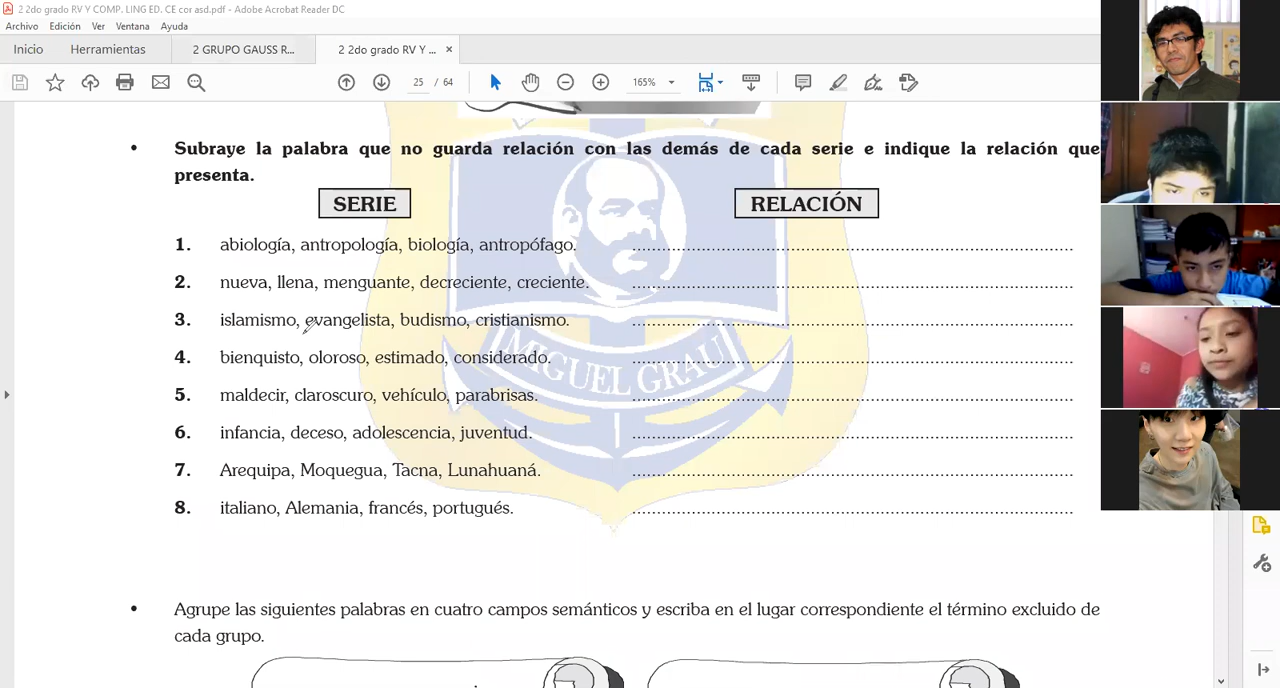 2 2do grado RV Y COMP. LING ED. CE cor asd.pdf - Adobe Acrobat Reader DC
Archivo Edición Ver Ventana Ayuda
Inicio Herramientas 2 GRUPO GAUSS R... 2 2do grado RV Y ... ×
25 / 64 165%
• Subraye la palabra que no guarda relación con las demás de cada serie e indique la relación que
presenta.
SERIE RELACIÓN
1. abiología, antropología, biología, antropófago. ........................................
2. nueva, llena, menguante, decreciente, creciente. ........................................
3. islamismo, evangelista, budismo, cristianismo. ........................................
4. bienquisto, oloroso, estimado, considerado. ........................................
5. maldecir, claroscuro, vehículo, parabrisas. ........................................
6. infancia, deceso, adolescencia, juventud. ........................................
7. Arequipa, Moquegua, Tacna, Lunahuaná. ........................................
8. italiano, Alemania, francés, portugués. ........................................
MIGUEL GRAU
• Agrupe las siguientes palabras en cuatro campos semánticos y escriba en el lugar correspondiente el término excluido de
cada grupo.